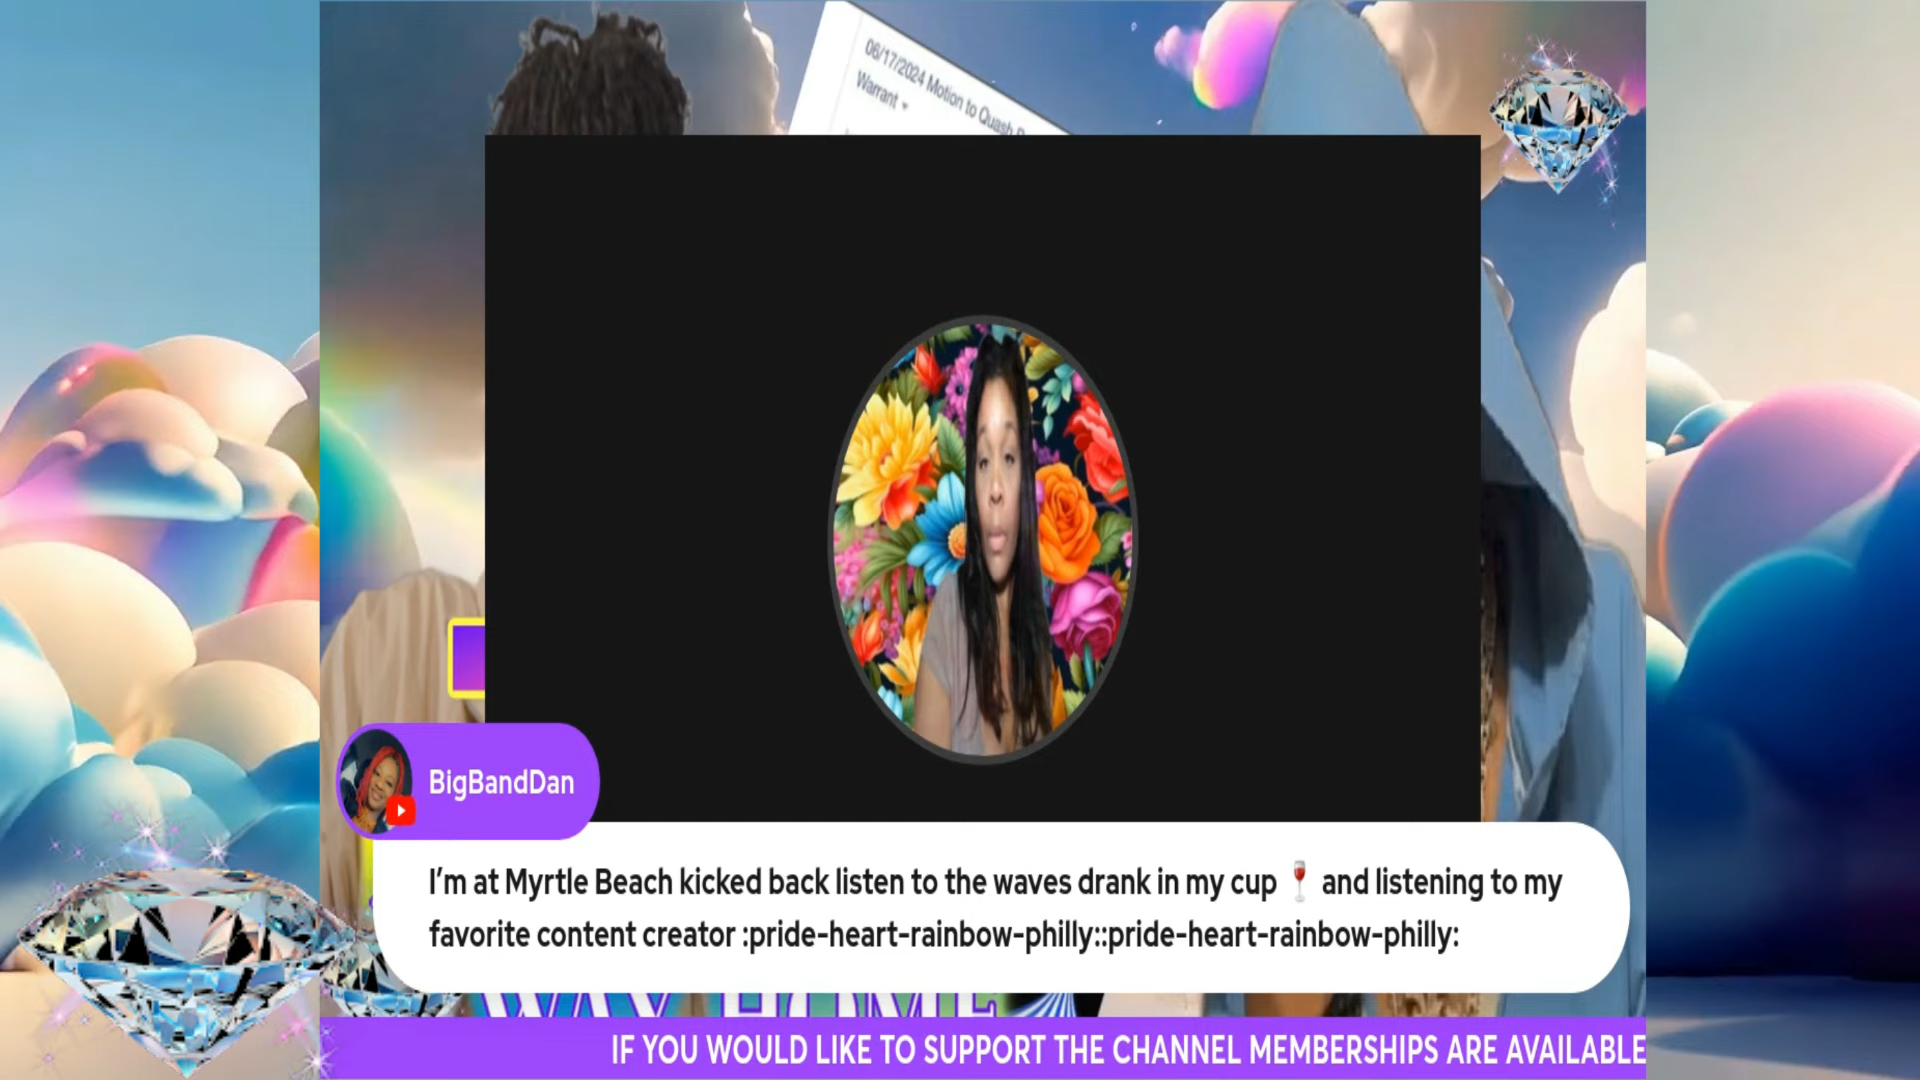 06/17/2024 Motion to Quash
Warrant
BigBandDan
I'm at Myrtle Beach kicked back listen to the waves drank in my cup 🍷 and listening to my
favorite content creator :pride-heart-rainbow-philly::pride-heart-rainbow-philly:
WAY HOME
IF YOU WOULD LIKE TO SUPPORT THE CHANNEL MEMBERSHIPS ARE AVAILABLE